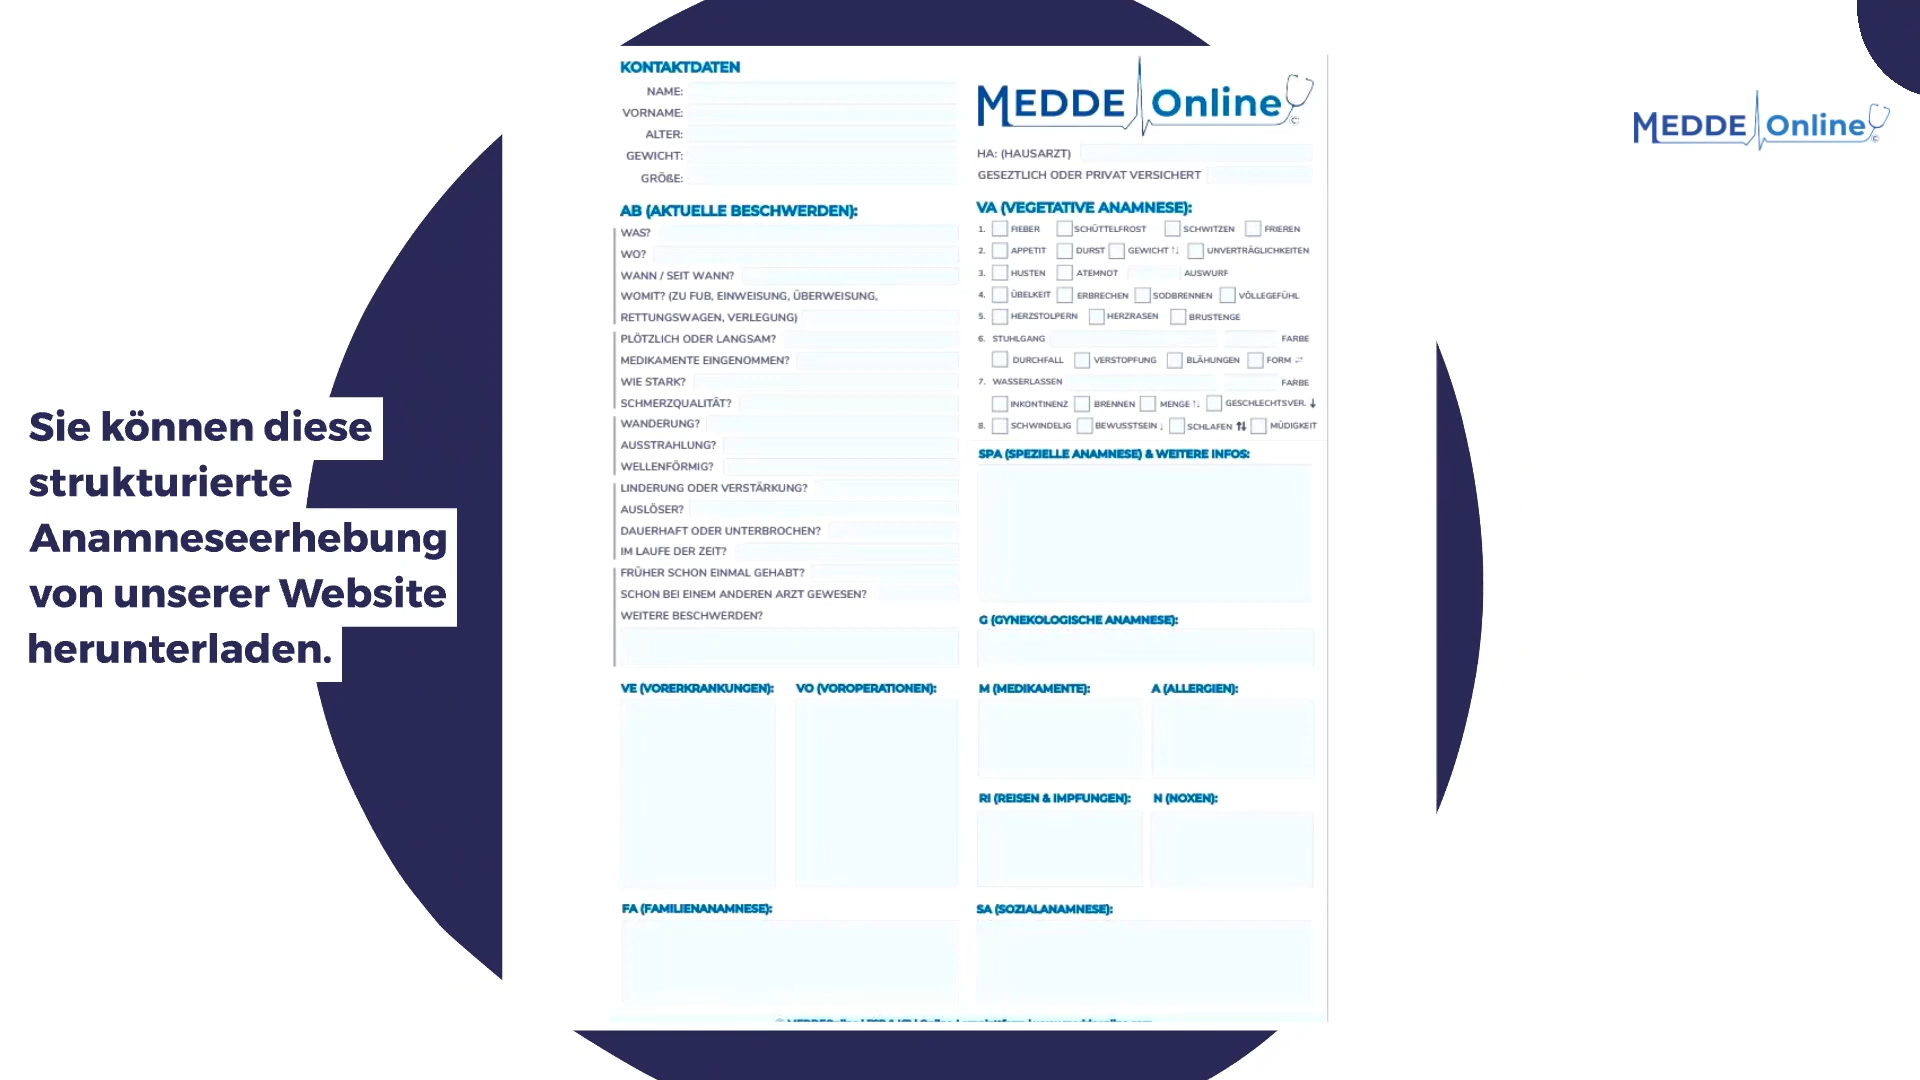 Sie können diese
strukturierte
Anamneseerhebung
von unserer Website
herunterladen.
KONTAKTDATEN
NAME:
VORNAME:
ALTER:
GEWICHT:
GRÖßE:
AB (AKTUELLE BESCHWERDEN):
WAS?
WO?
WANN / SEIT WANN?
WOMIT? (ZU FUB, EINWEISUNG, ÜBERWEISUNG,
RETTUNGSWAGEN, VERLEGUNG)
PLÖTZLICH ODER LANGSAM?
MEDIKAMENTE EINGENOMMEN?
WIE STARK?
SCHMERZQUALITÄT?
WANDERUNG?
AUSSTRAHLUNG?
WELLENFÖRMIG?
LINDERUNG ODER VERSTÄRKUNG?
AUSLÖSER?
DAUERHAFT ODER UNTERBROCHEN?
IM LAUFE DER ZEIT?
FRÜHER SCHON EINMAL GEHABT?
SCHON BEI EINEM ANDEREN ARZT GEWESEN?
WEITERE BESCHWERDEN?
VE (VORERKRANKUNGEN): VO (VOROPERATIONEN):
FA (FAMILIENANAMNESE):
MEDDE Online ©
HA: (HAUSARZT)
GESEZTLICH ODER PRIVAT VERSICHERT
VA (VEGETATIVE ANAMNESE):
1. FIEBER SCHÜTTELFROST SCHWITZEN FRIEREN
2. APPETIT DURST GEWICHT ↑↓ UNVERTRÄGLICHKEITEN
3. HUSTEN ATEMNOT AUSWURF
4. ÜBELKEIT ERBRECHEN SODBRENNEN VÖLLEGEFÜHL
5. HERZSTOLPERN HERZRASEN BRUSTENGE
6. STUHLGANG FARBE
DURCHFALL VERSTOPFUNG BLÄHUNGEN FORM
7. WASSERLASSEN FARBE
INKONTINENZ BRENNEN MENGE ↑↓ GESCHLECHTSVER. ↓
8. SCHWINDELIG BEWUSSTSEIN ↓ SCHLAFEN ↑↓ MÜDIGKEIT
SPA (SPEZIELLE ANAMNESE) & WEITERE INFOS:
G (GYNEKOLOGISCHE ANAMNESE):
M (MEDIKAMENTE): A (ALLERGIEN):
RI (REISEN & IMPFUNGEN): N (NOXEN):
SA (SOZIALANAMNESE):
MEDDE Online ©